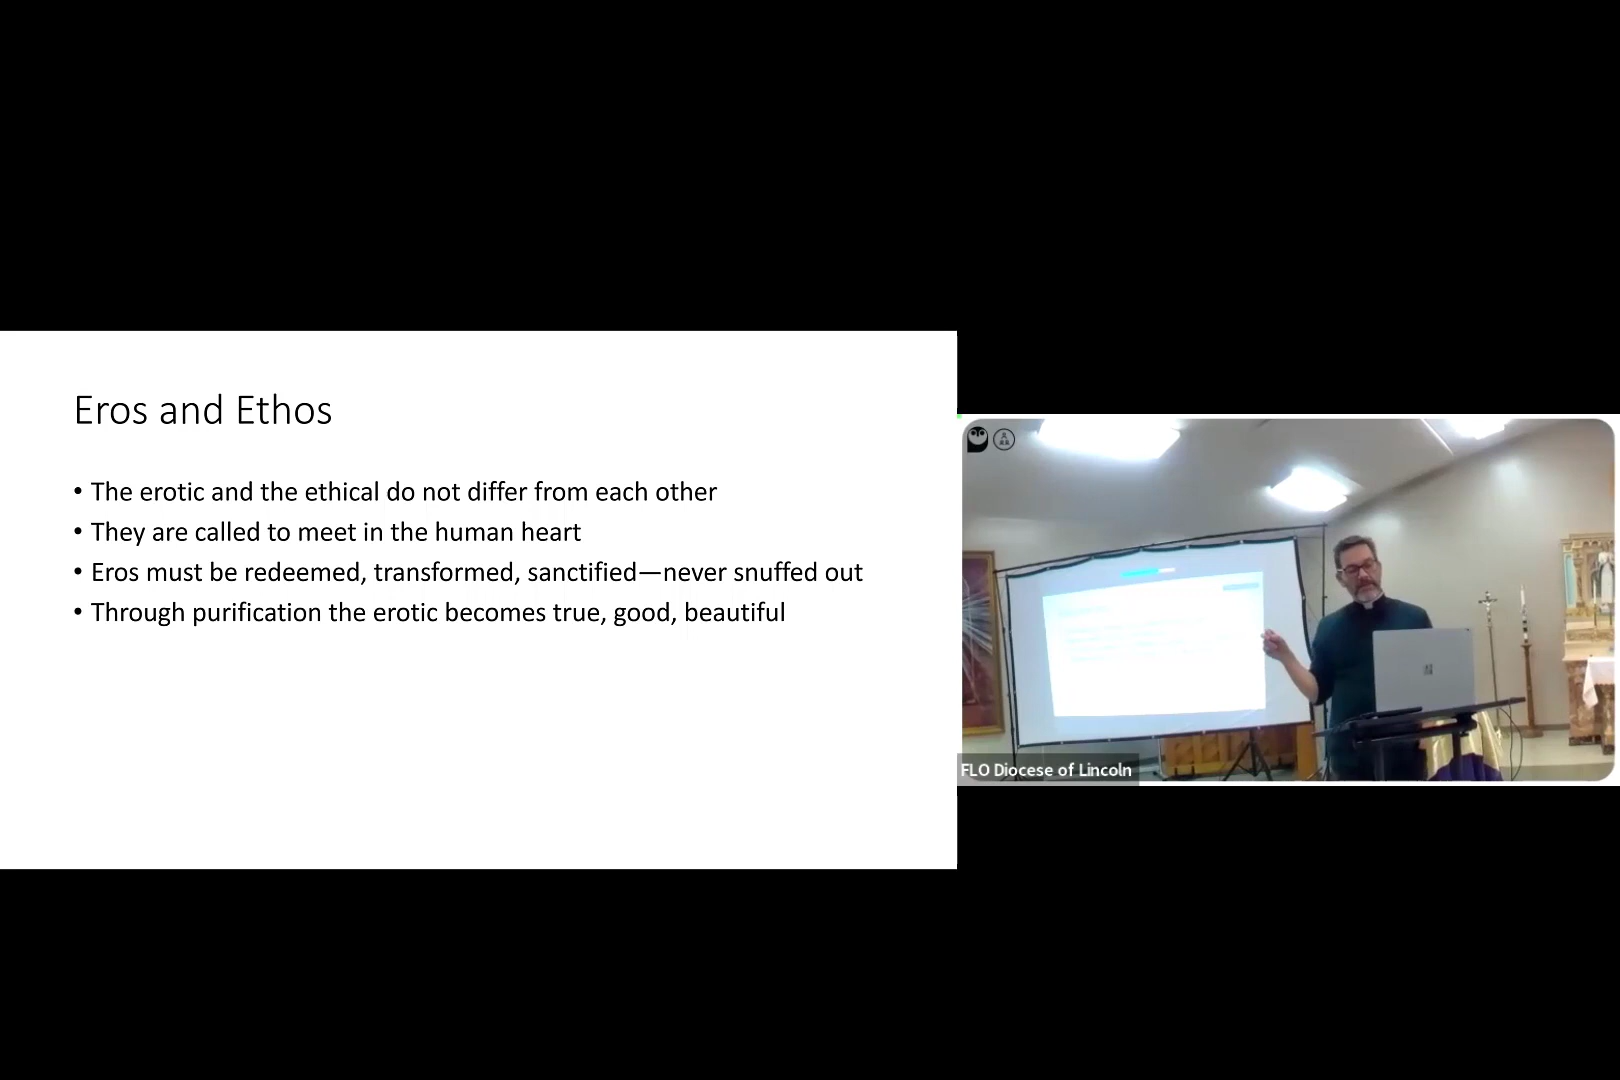 Eros and Ethos
• The erotic and the ethical do not differ from each other
• They are called to meet in the human heart
• Eros must be redeemed, transformed, sanctified—never snuffed out
• Through purification the erotic becomes true, good, beautiful
FLO Diocese of Lincoln